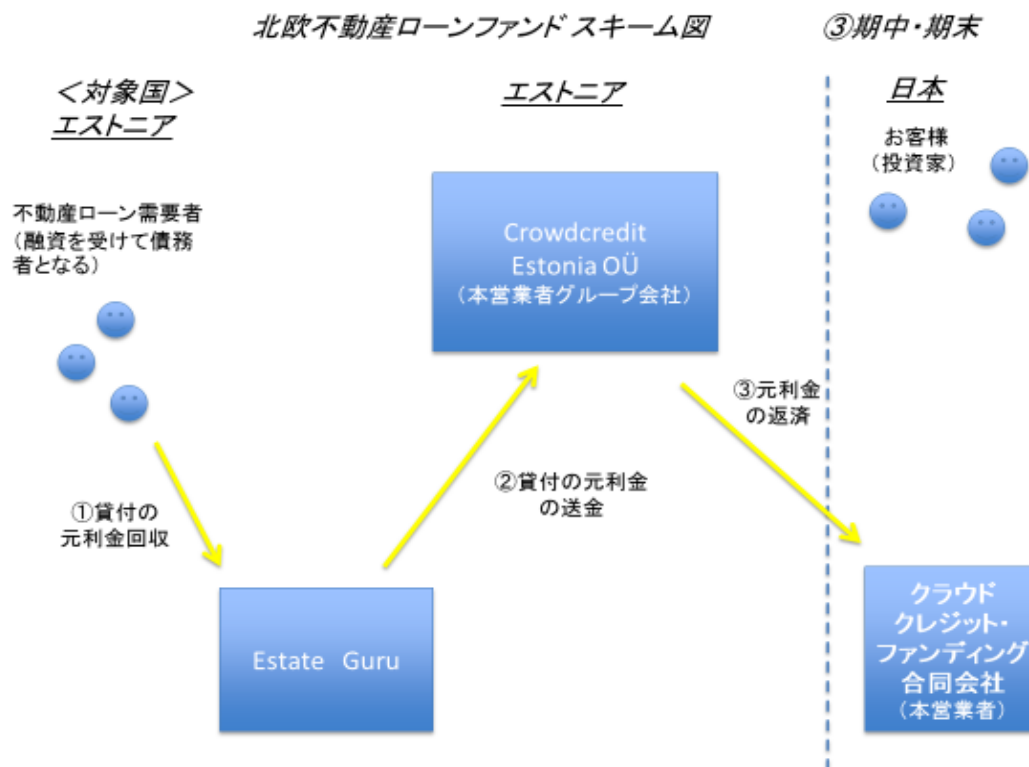 北欧不動産ローンファンド スキーム図
③期中・期末
＜対象国＞
エストニア
エストニア
日本
お客様
（投資家）
不動産ローン需要者
（融資を受けて債務
者となる）
Crowdcredit
Estonia OÜ
（本営業者グループ会社）
③元利金
の返済
②貸付の元利金
の送金
①貸付の
元利金回収
Estate Guru
クラウド
クレジット・
ファンディング
合同会社
（本営業者）